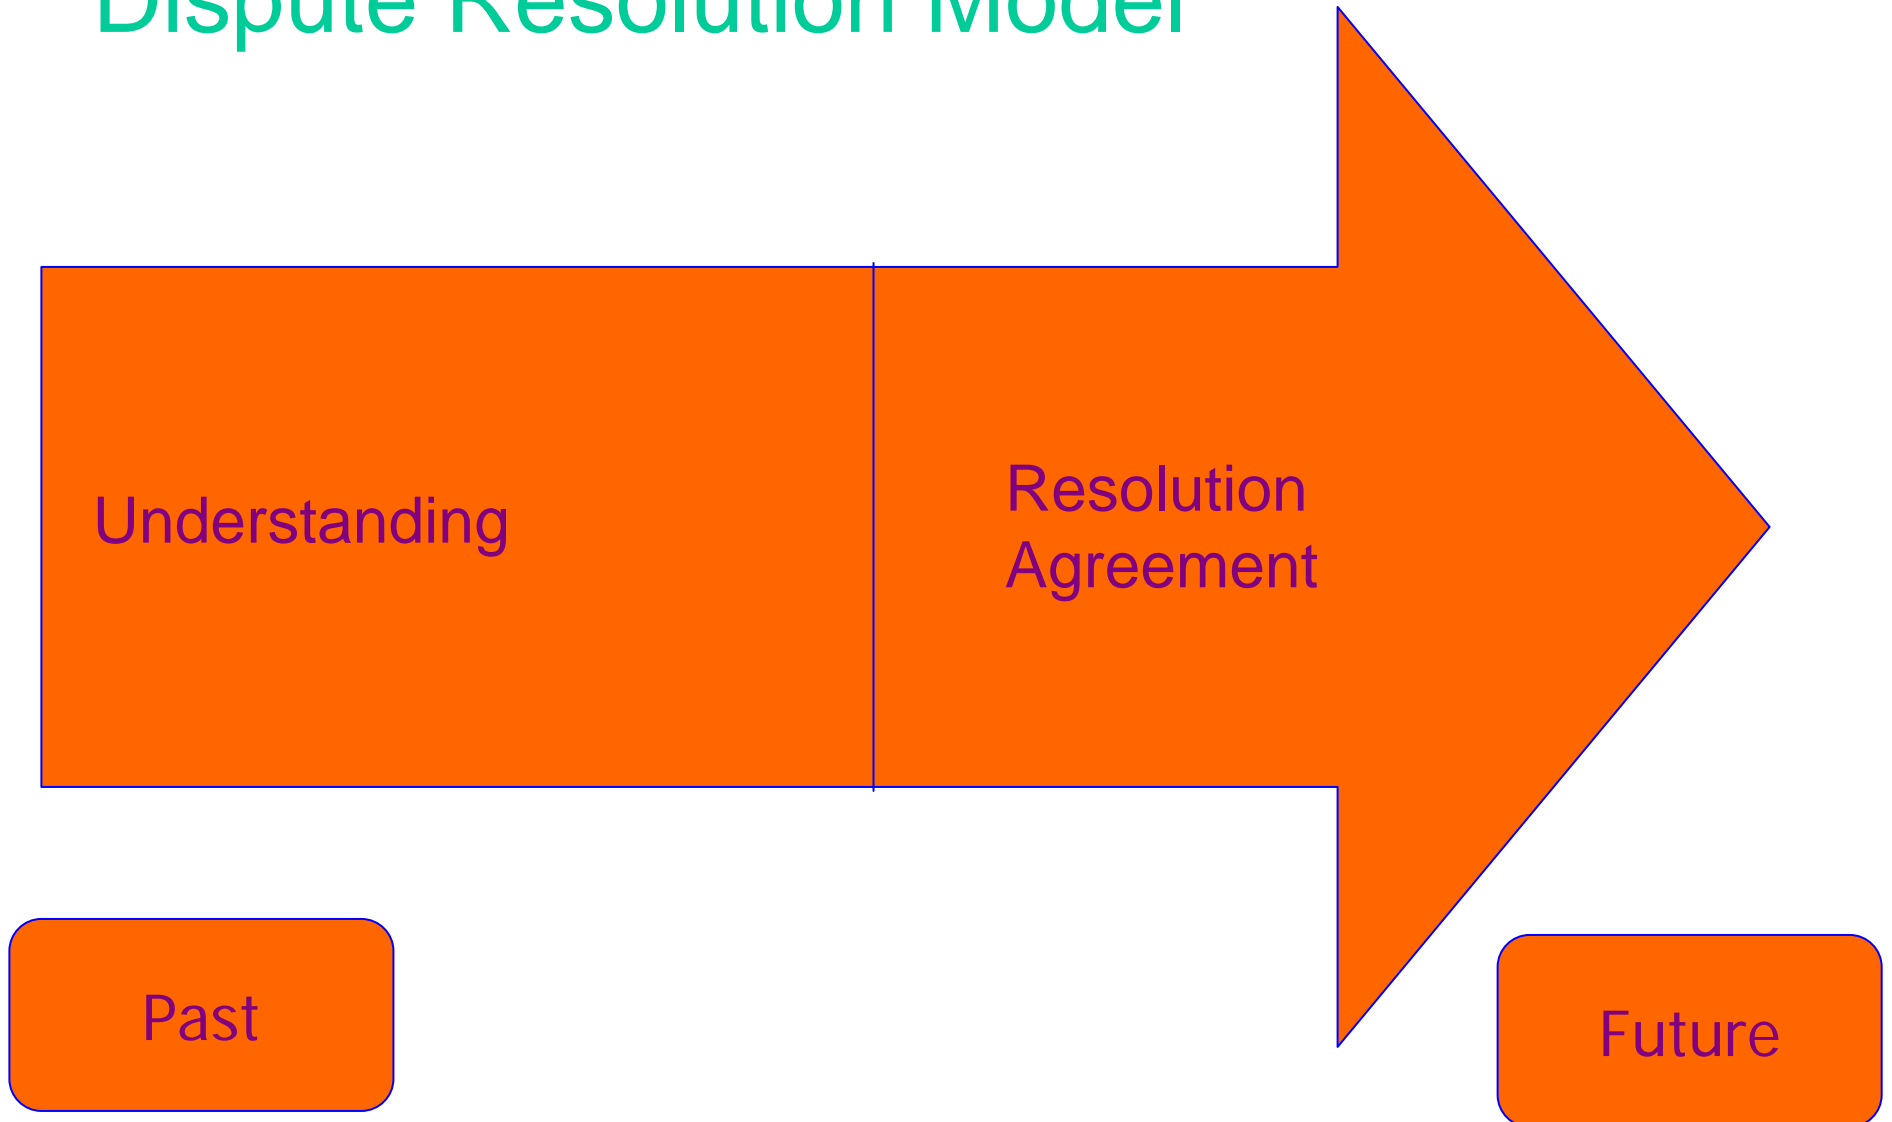 Dispute Resolution Model
Understanding
Resolution
Agreement
Past
Future